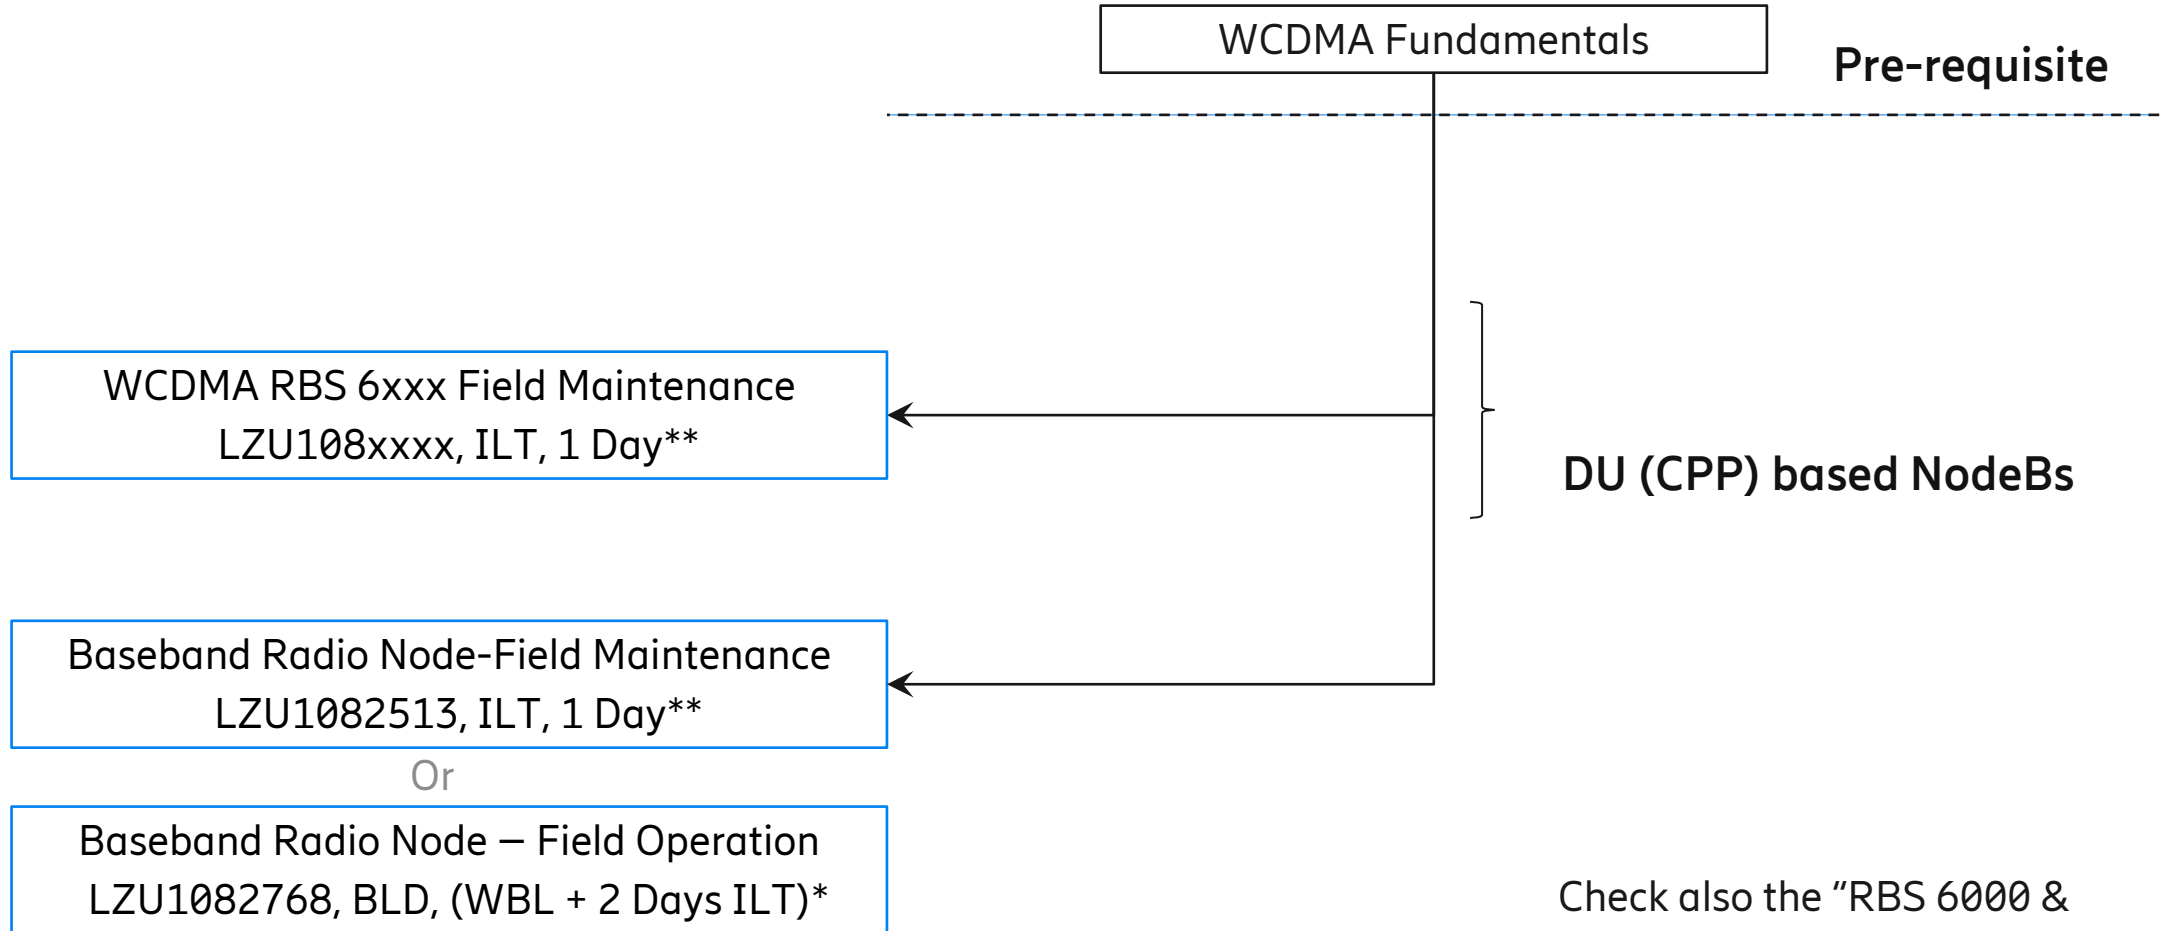 WCDMA Fundamentals
Pre-requisite
WCDMA RBS 6xxx Field Maintenance
LZU108xxxx, ILT, 1 Day**
DU (CPP) based NodeBs
Baseband Radio Node-Field Maintenance
LZU1082513, ILT, 1 Day**
Or
Baseband Radio Node – Field Operation
LZU1082768, BLD, (WBL + 2 Days ILT)*
Check also the “RBS 6000 &